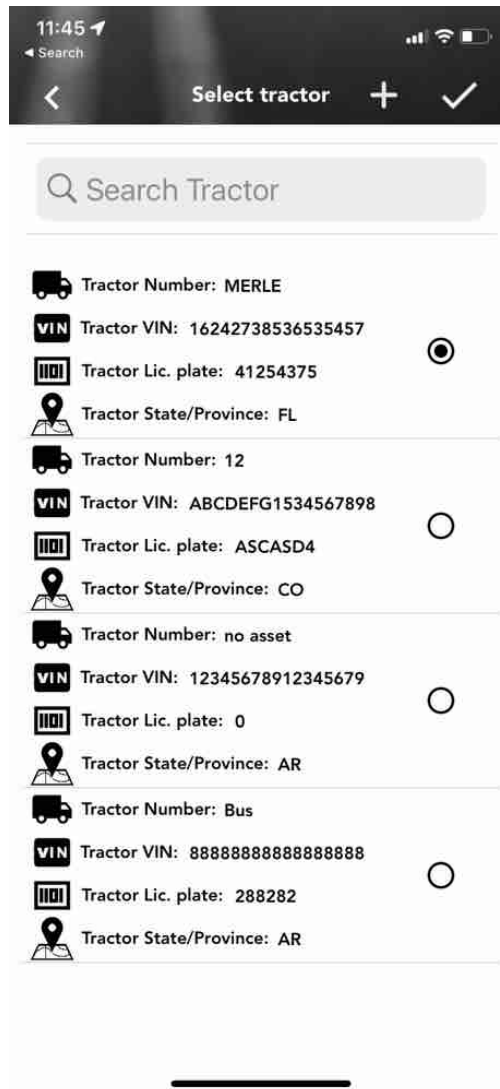 11:45
◀ Search
Select tractor
Search Tractor
Tractor Number: MERLE
VIN Tractor VIN: 16242738536535457
Tractor Lic. plate: 41254375
Tractor State/Province: FL
Tractor Number: 12
VIN Tractor VIN: ABCDEFG1534567898
Tractor Lic. plate: ASCASD4
Tractor State/Province: CO
Tractor Number: no asset
VIN Tractor VIN: 12345678912345679
Tractor Lic. plate: 0
Tractor State/Province: AR
Tractor Number: Bus
VIN Tractor VIN: 88888888888888888
Tractor Lic. plate: 288282
Tractor State/Province: AR